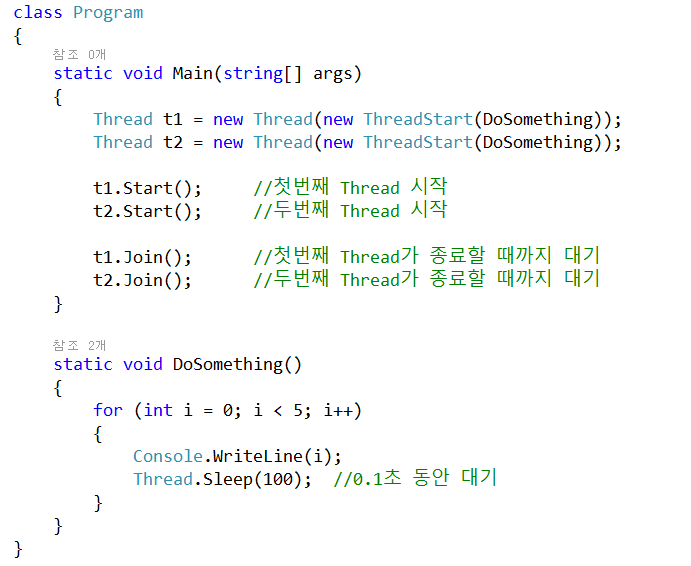 class Program
{
참조 0개
static void Main(string[] args)
{
Thread t1 = new Thread(new ThreadStart(DoSomething));
Thread t2 = new Thread(new ThreadStart(DoSomething));
t1.Start(); //첫번째 Thread 시작
t2.Start(); //두번째 Thread 시작
t1.Join(); //첫번째 Thread가 종료할 때까지 대기
t2.Join(); //두번째 Thread가 종료할 때까지 대기
}
참조 2개
static void DoSomething()
{
for (int i = 0; i < 5; i++)
{
Console.WriteLine(i);
Thread.Sleep(100); //0.1초 동안 대기
}
}
}